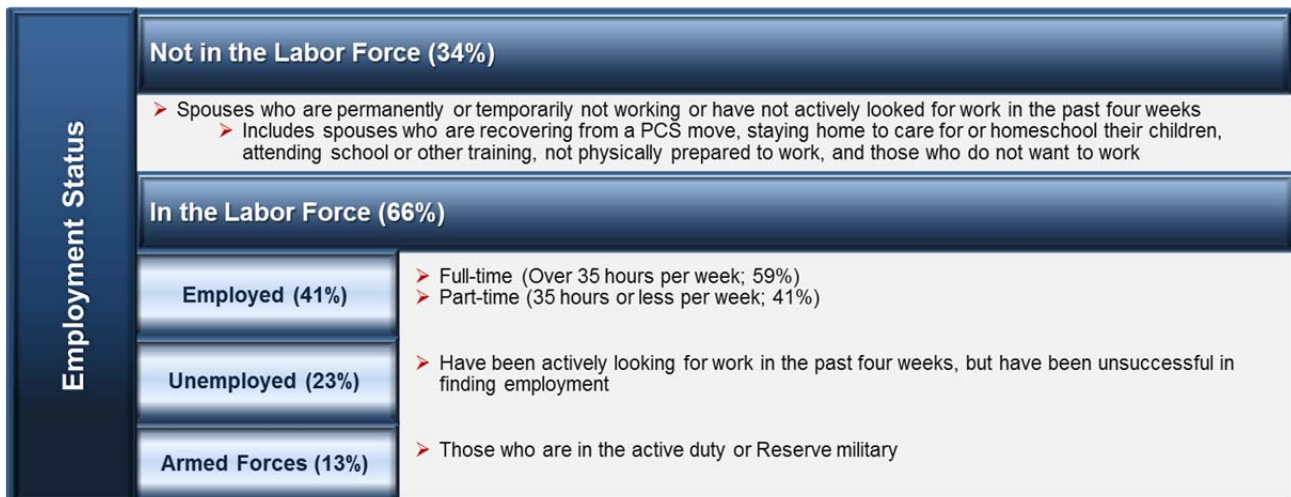 Employment Status
Not in the Labor Force (34%)
➢ Spouses who are permanently or temporarily not working or have not actively looked for work in the past four weeks
➢ Includes spouses who are recovering from a PCS move, staying home to care for or homeschool their children,
attending school or other training, not physically prepared to work, and those who do not want to work
In the Labor Force (66%)
Employed (41%)
➢ Full-time (Over 35 hours per week; 59%)
➢ Part-time (35 hours or less per week; 41%)
Unemployed (23%)
➢ Have been actively looking for work in the past four weeks, but have been unsuccessful in
finding employment
Armed Forces (13%)
➢ Those who are in the active duty or Reserve military